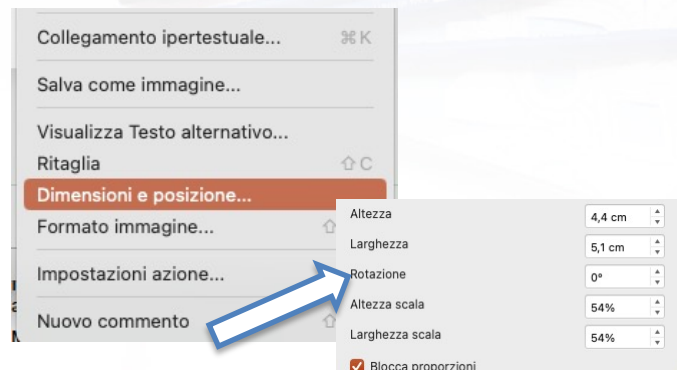 Collegamento ipertestuale... ⌘K
Salva come immagine...
Visualizza Testo alternativo...
Ritaglia ⇧C
Dimensioni e posizione...
Formato immagine... ⇧
Impostazioni azione...
Nuovo commento ⇧
Altezza 4,4 cm
Larghezza 5,1 cm
Rotazione 0°
Altezza scala 54%
Larghezza scala 54%
Blocca proporzioni